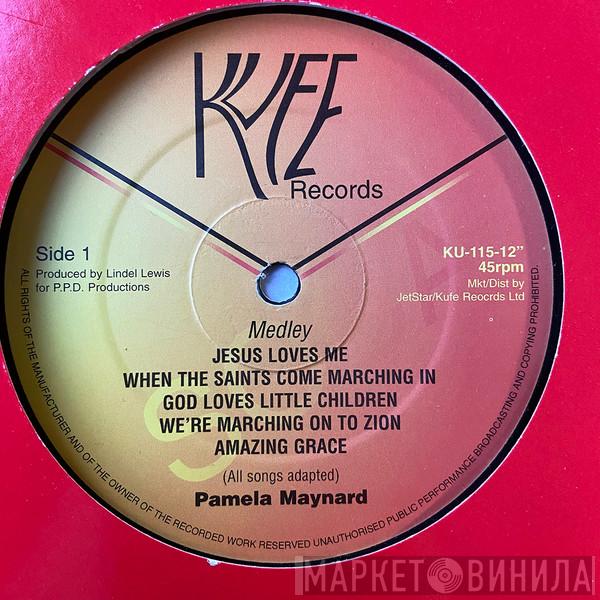 KUFE
Records
Side 1
Produced by Lindel Lewis
for P.P.D. Productions
KU-115-12”
45rpm
Mkt/Dist by
JetStar/Kufe Reocrds Ltd
Medley
JESUS LOVES ME
WHEN THE SAINTS COME MARCHING IN
GOD LOVES LITTLE CHILDREN
WE'RE MARCHING ON TO ZION
AMAZING GRACE
(All songs adapted)
Pamela Maynard
ALL RIGHTS OF THE MANUFACTURER AND OF THE OWNER OF THE RECORDED WORK RESERVED UNAUTHORISED PUBLIC PERFORMANCE BROADCASTING AND COPYING PROHIBITED.
МАРКЕТ ВИНИЛА